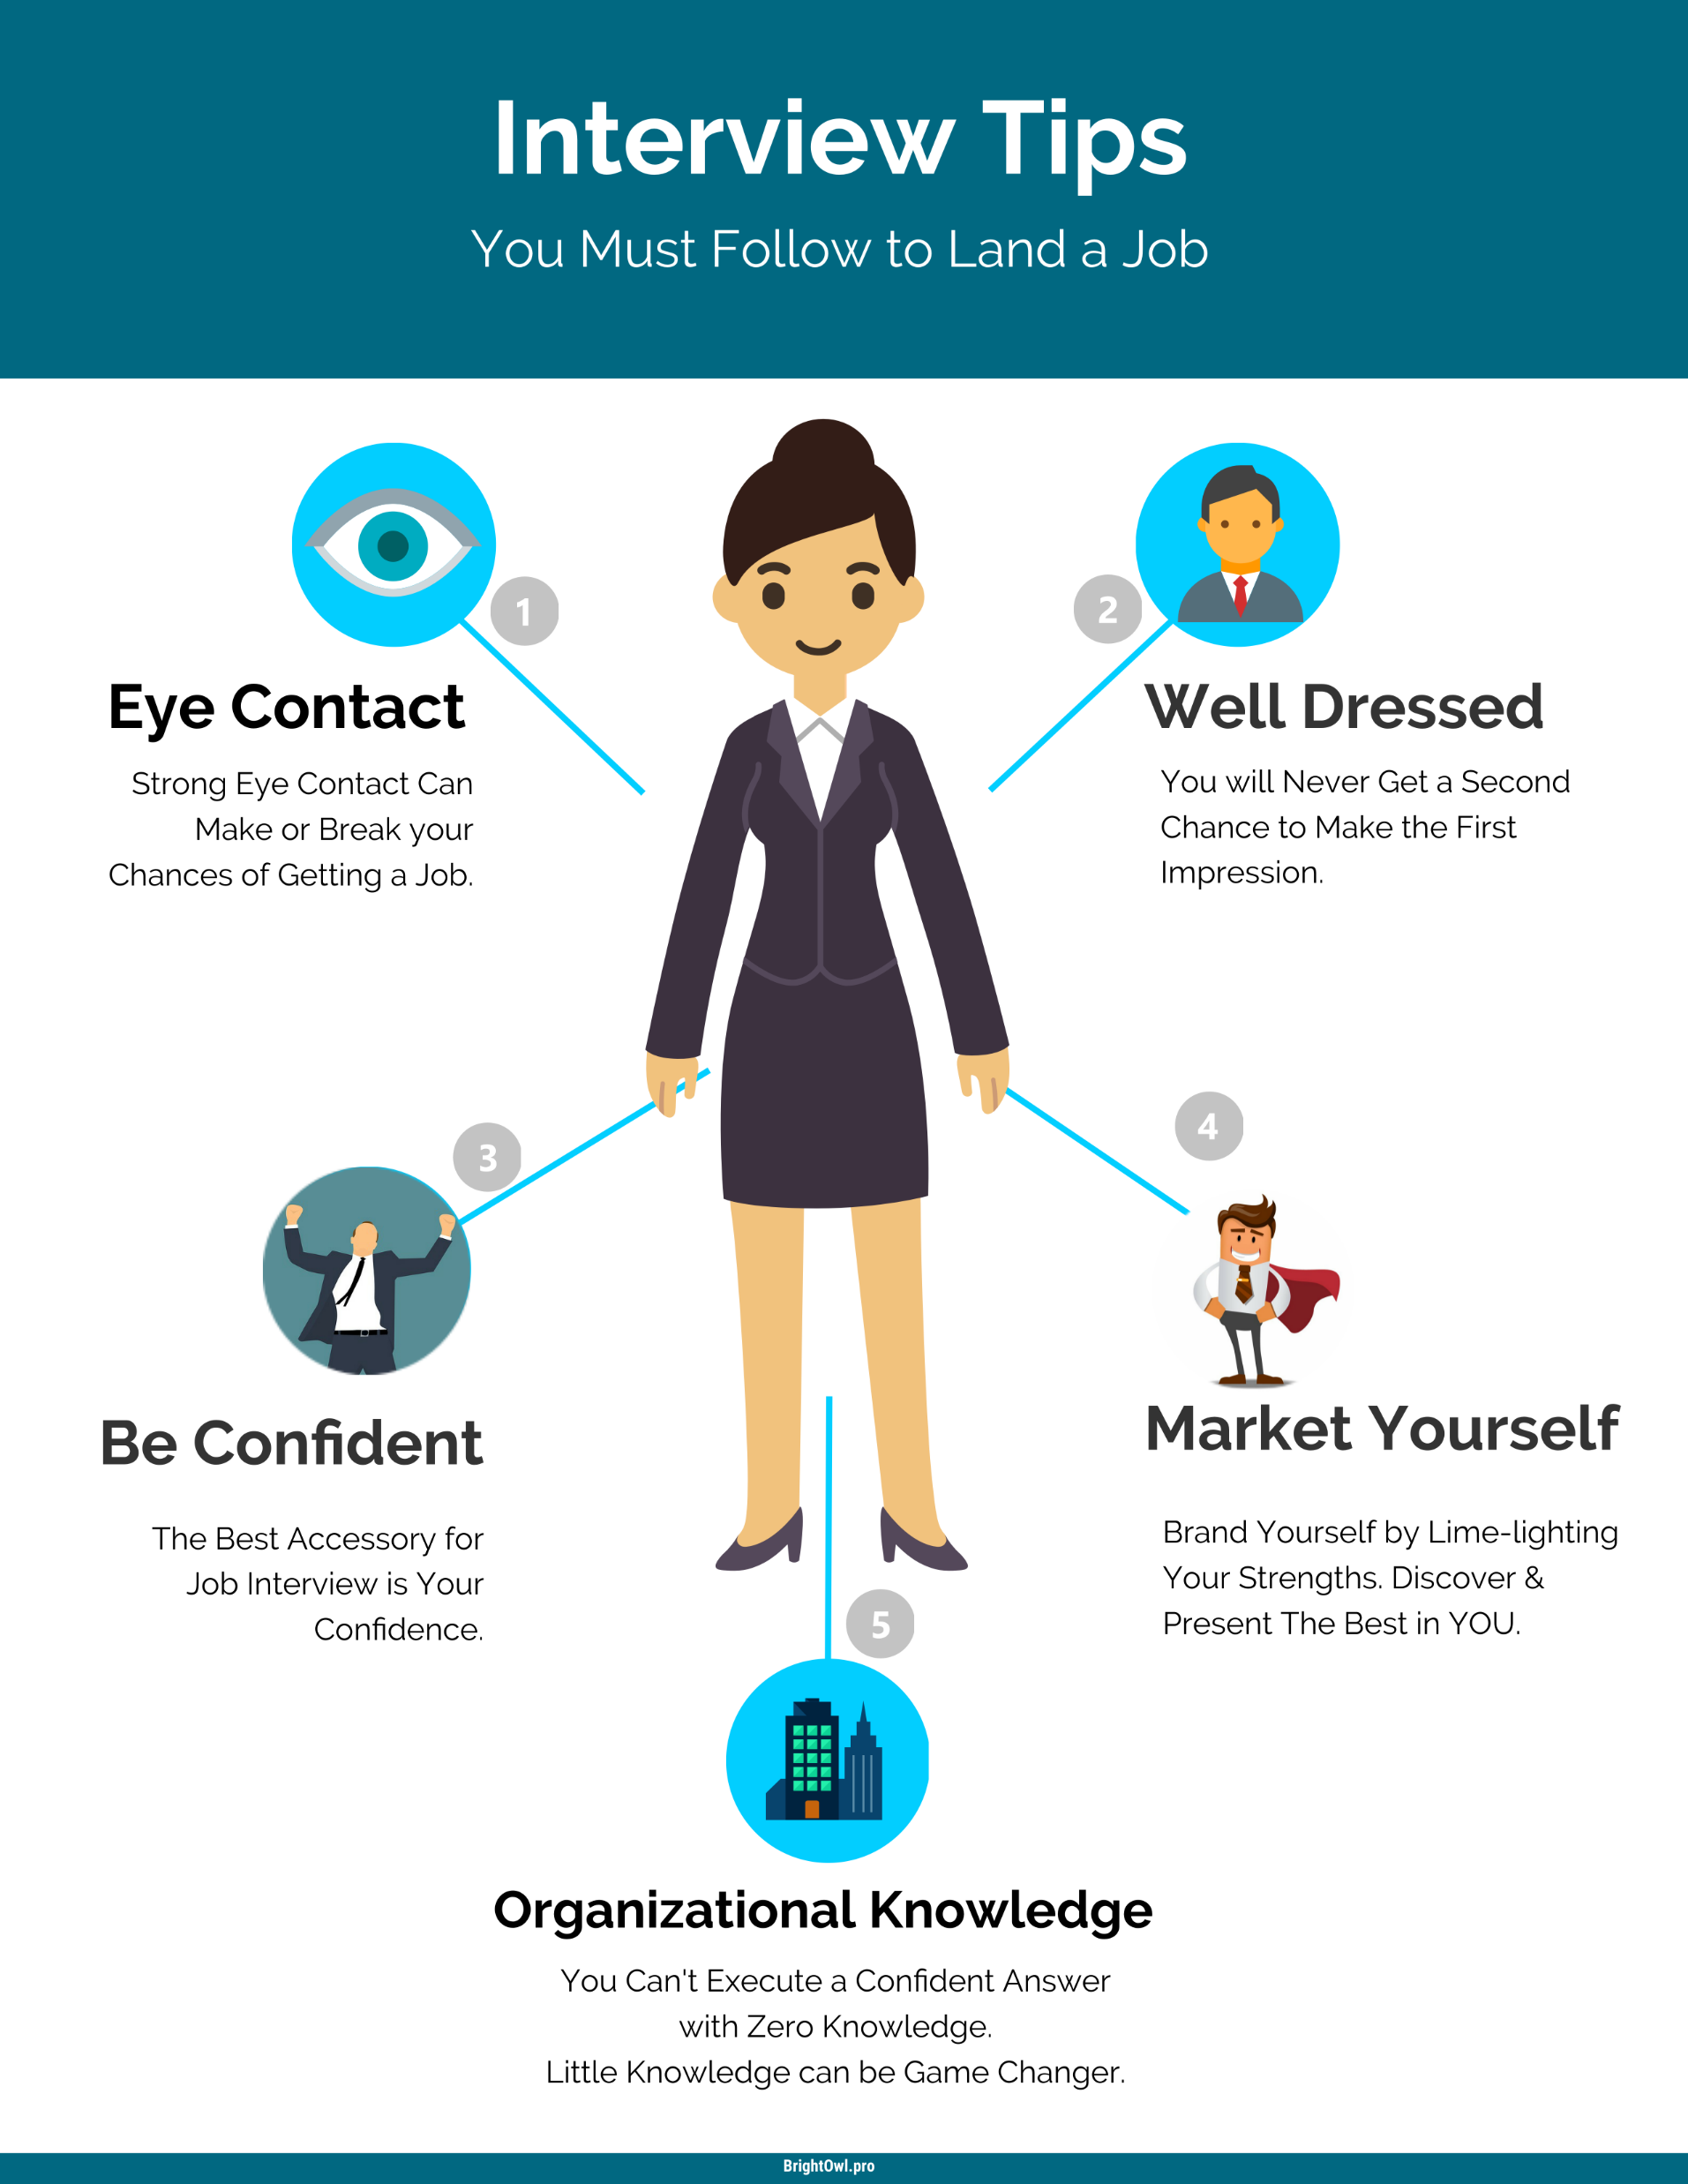 Interview Tips
You Must Follow to Land a Job
1
Eye Contact
Strong Eye Contact Can
Make or Break your
Chances of Getting a Job.
2
Well Dressed
You will Never Get a Second
Chance to Make the First
Impression.
3
Be Confident
The Best Accessory for
Job Interview is Your
Confidence.
4
Market Yourself
Brand Yourself by Lime-lighting
Your Strengths. Discover &
Present The Best in YOU.
5
Organizational Knowledge
You Can't Execute a Confident Answer
with Zero Knowledge.
Little Knowledge can be Game Changer.
BrightOwl.pro